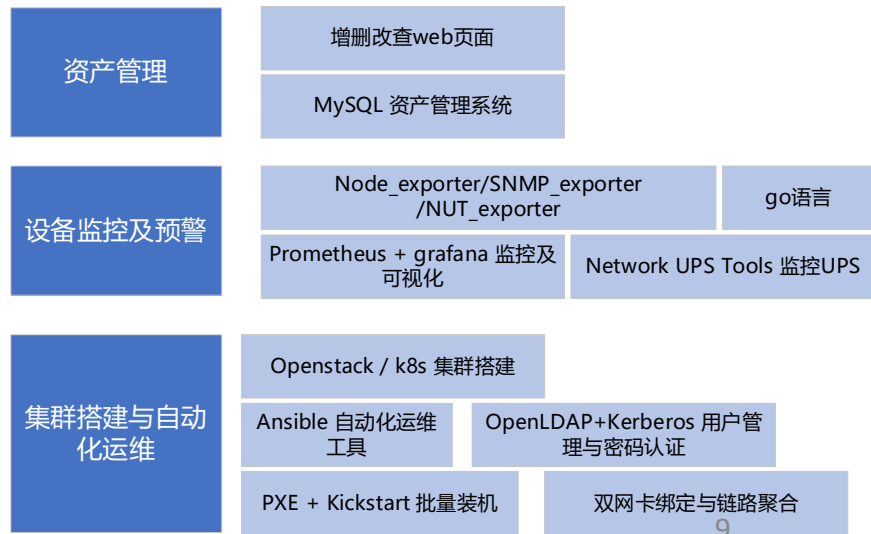 资产管理
增删改查web页面
MySQL 资产管理系统
设备监控及预警
Node_exporter/SNMP_exporter
/NUT_exporter
go语言
Prometheus + grafana 监控及
可视化
Network UPS Tools 监控UPS
集群搭建与自动
化运维
Openstack / k8s 集群搭建
Ansible 自动化运维
工具
OpenLDAP+Kerberos 用户管
理与密码认证
PXE + Kickstart 批量装机
双网卡绑定与链路聚合
9